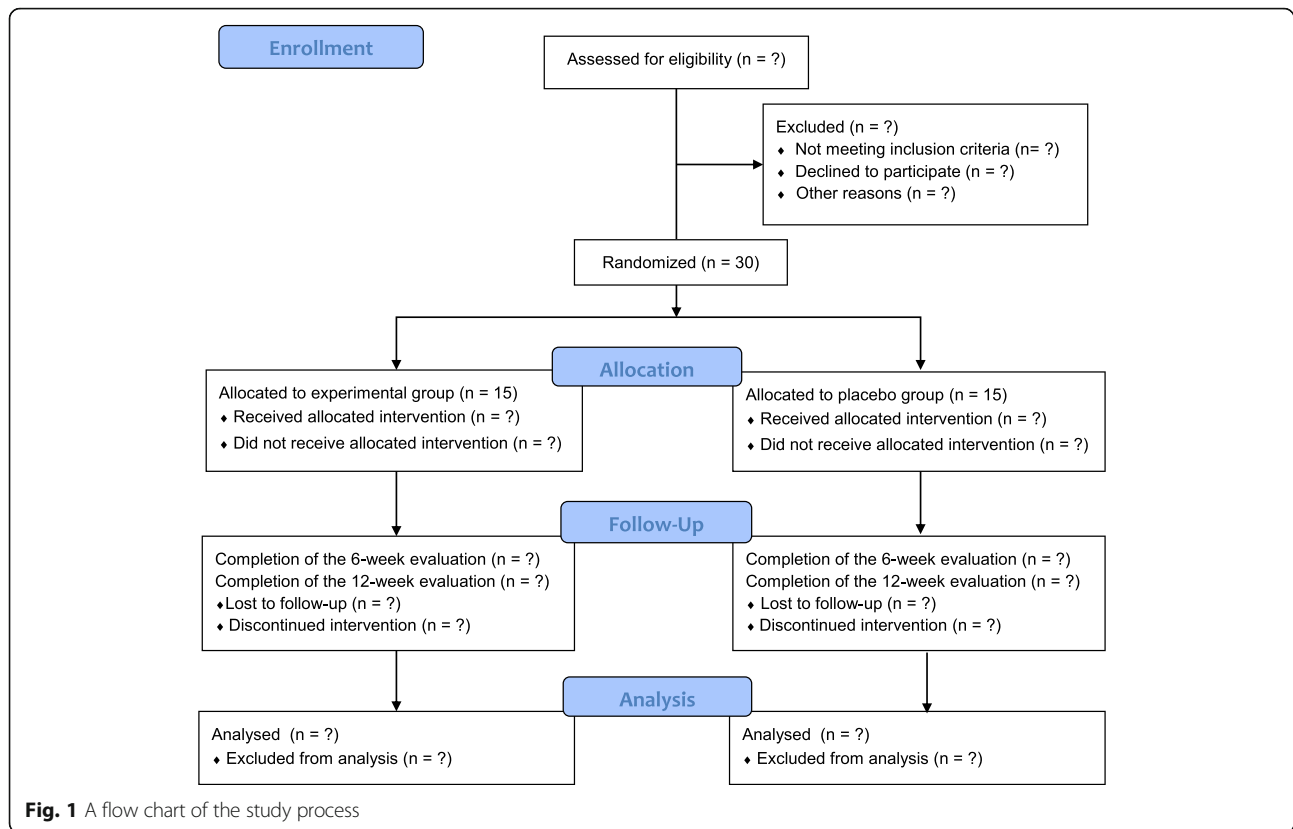 Enrollment
Assessed for eligibility (n = ?)
Excluded (n = ?)
♦ Not meeting inclusion criteria (n= ?)
♦ Declined to participate (n = ?)
♦ Other reasons (n = ?)
Randomized (n = 30)
Allocation
Allocated to experimental group (n = 15)
♦ Received allocated intervention (n = ?)
♦ Did not receive allocated intervention (n = ?)
Allocated to placebo group (n = 15)
♦ Received allocated intervention (n = ?)
♦ Did not receive allocated intervention (n = ?)
Follow-Up
Completion of the 6-week evaluation (n = ?)
Completion of the 12-week evaluation (n = ?)
♦Lost to follow-up (n = ?)
♦ Discontinued intervention (n = ?)
Completion of the 6-week evaluation (n = ?)
Completion of the 12-week evaluation (n = ?)
♦ Lost to follow-up (n = ?)
♦ Discontinued intervention (n = ?)
Analysis
Analysed (n = ?)
♦ Excluded from analysis (n = ?)
Analysed (n = ?)
♦ Excluded from analysis (n = ?)
Fig. 1 A flow chart of the study process